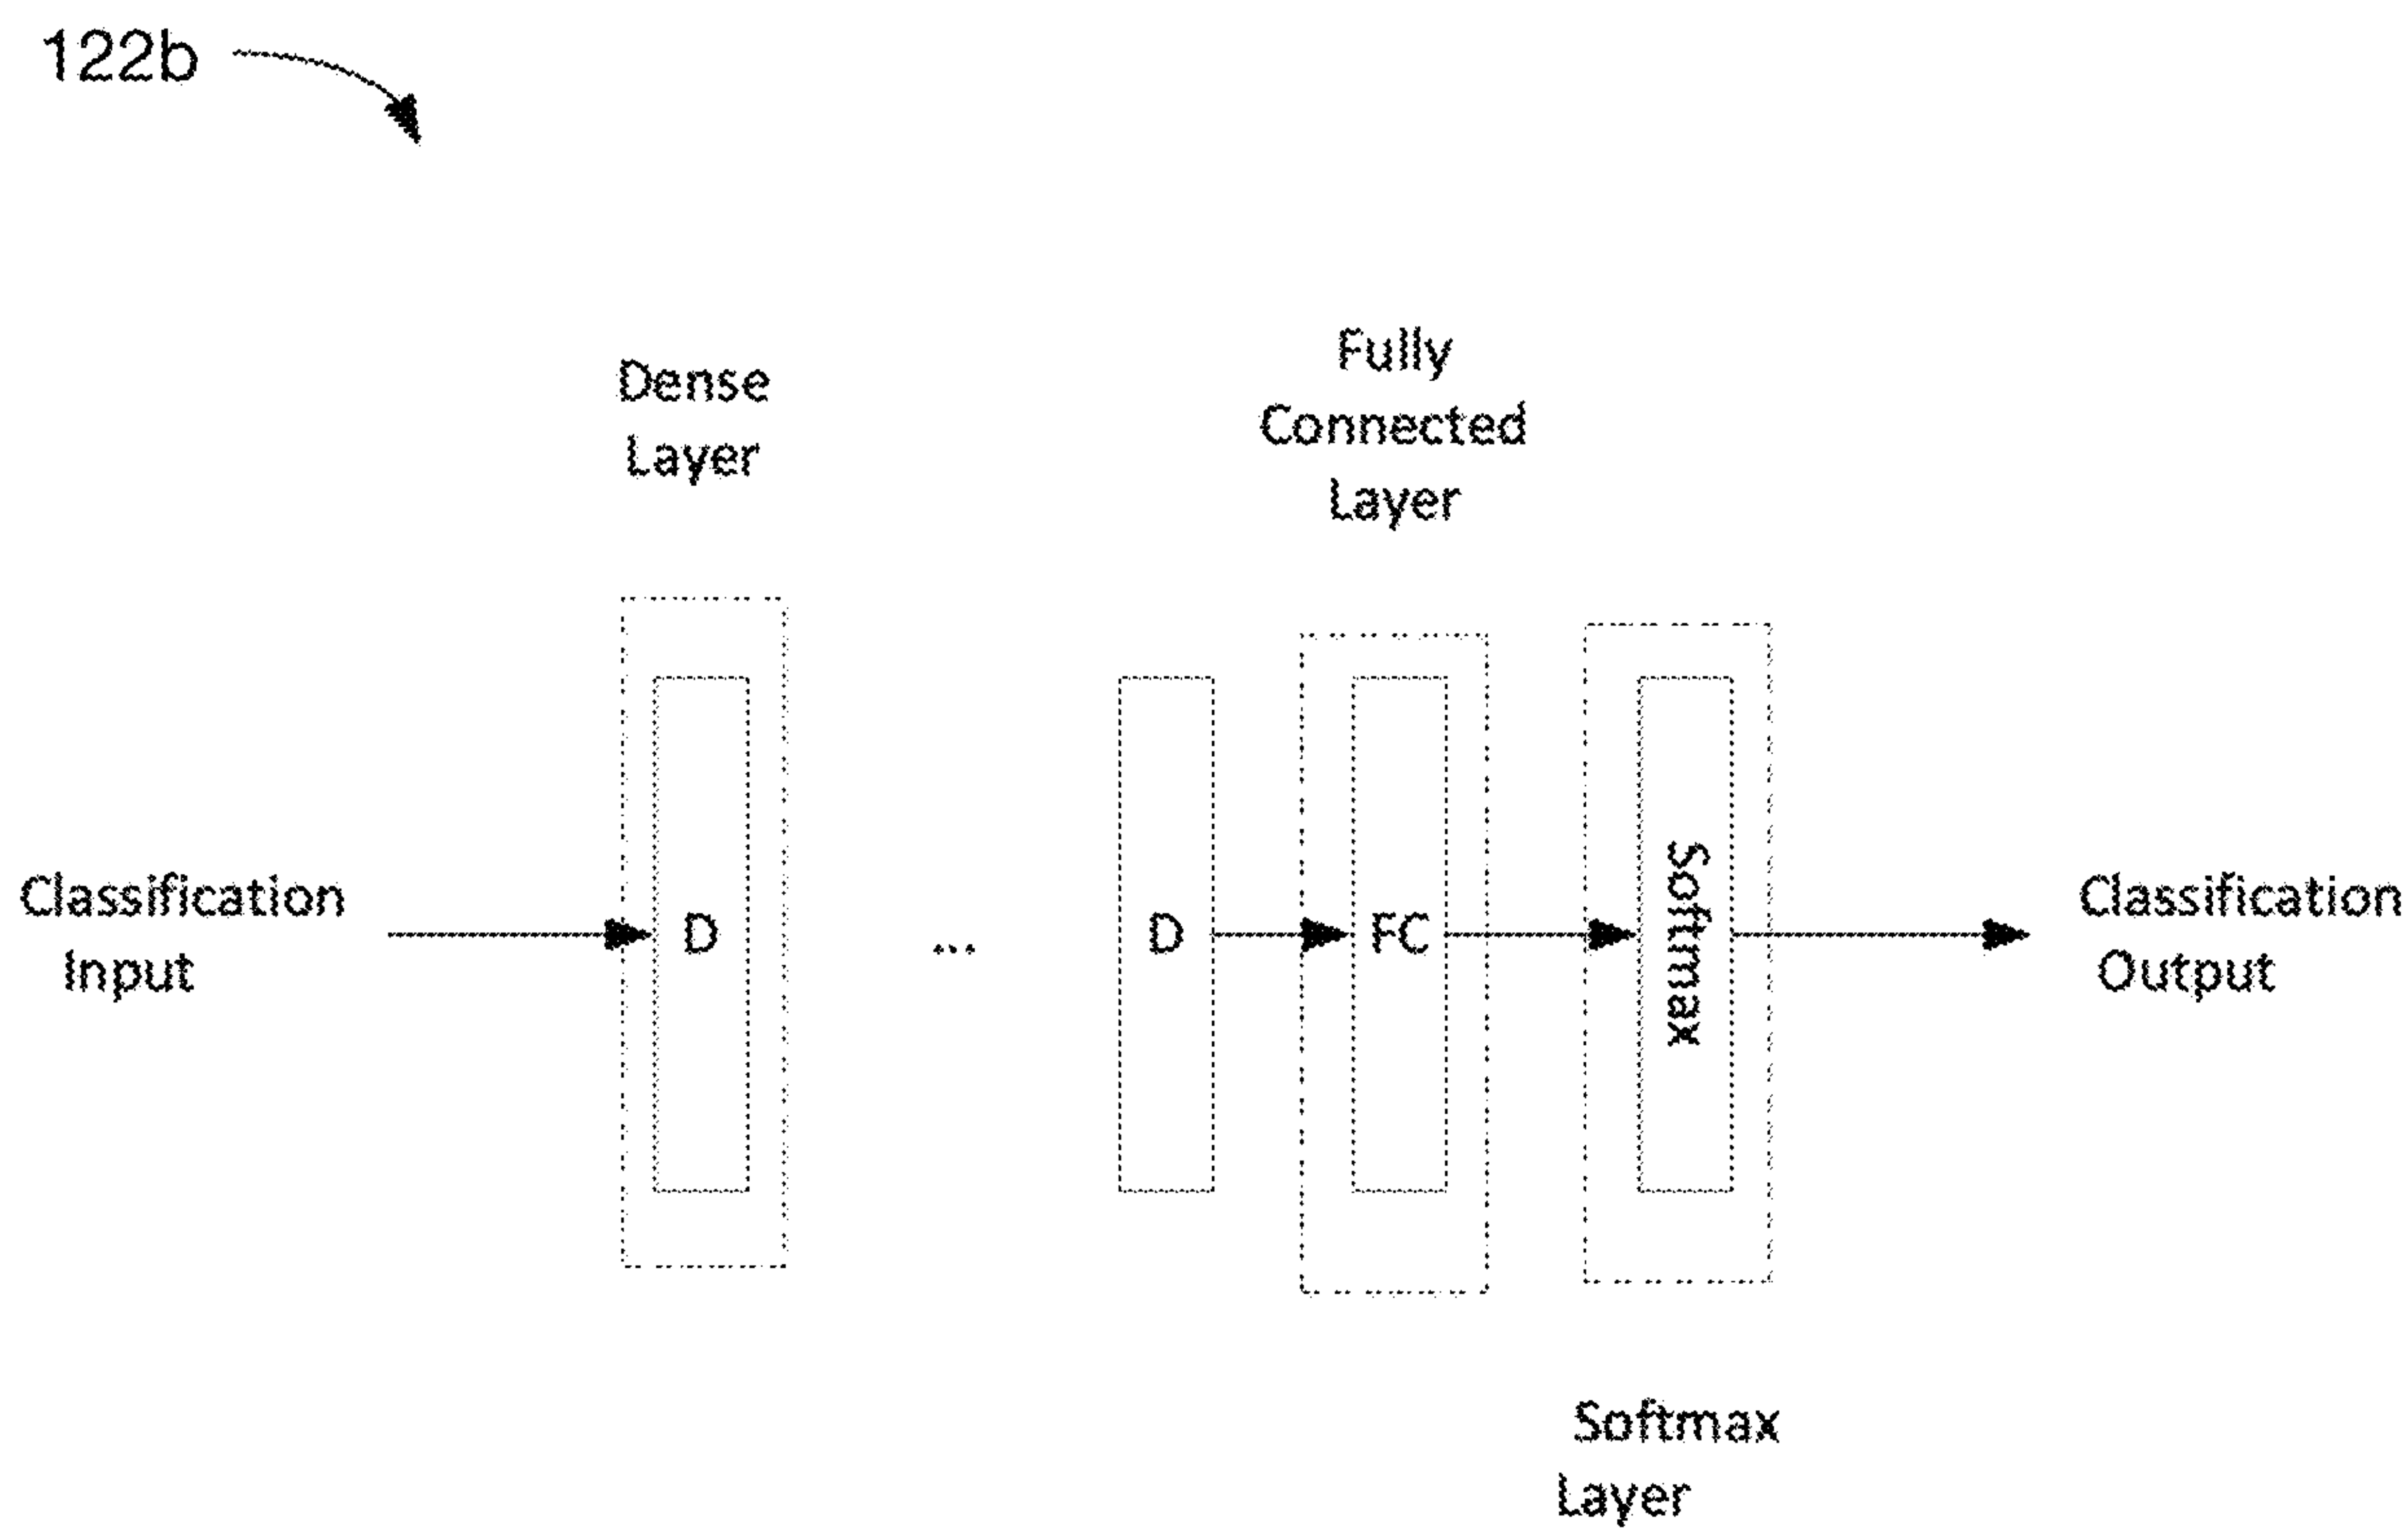 122b
Dense
Layer
Fully
Connected
Layer
Classification
Input
D
...
D
FC
Softmax
Classification
Output
Softmax
Layer